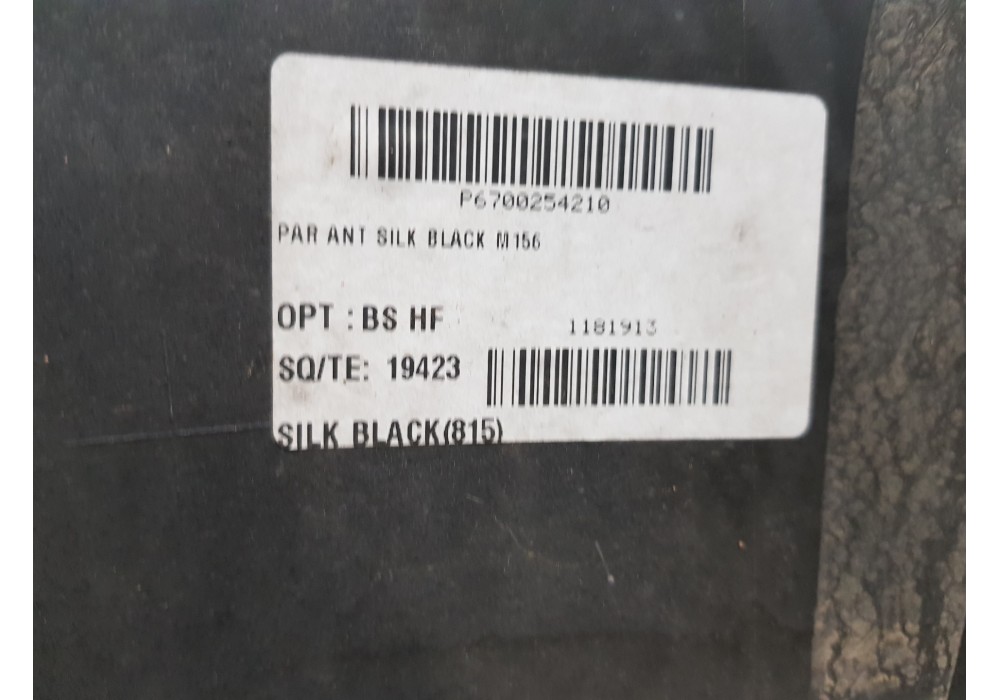 P6700254210
PAR ANT SILK BLACK M156
OPT : BS HF
1181913
SQ/TE: 19423
SILK BLACK(815)